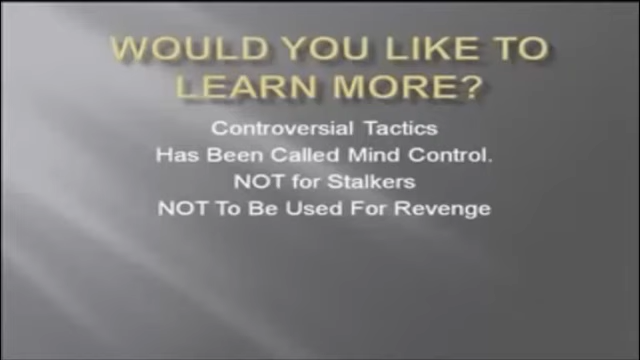 WOULD YOU LIKE TO
LEARN MORE?
Controversial Tactics
Has Been Called Mind Control.
NOT for Stalkers
NOT To Be Used For Revenge